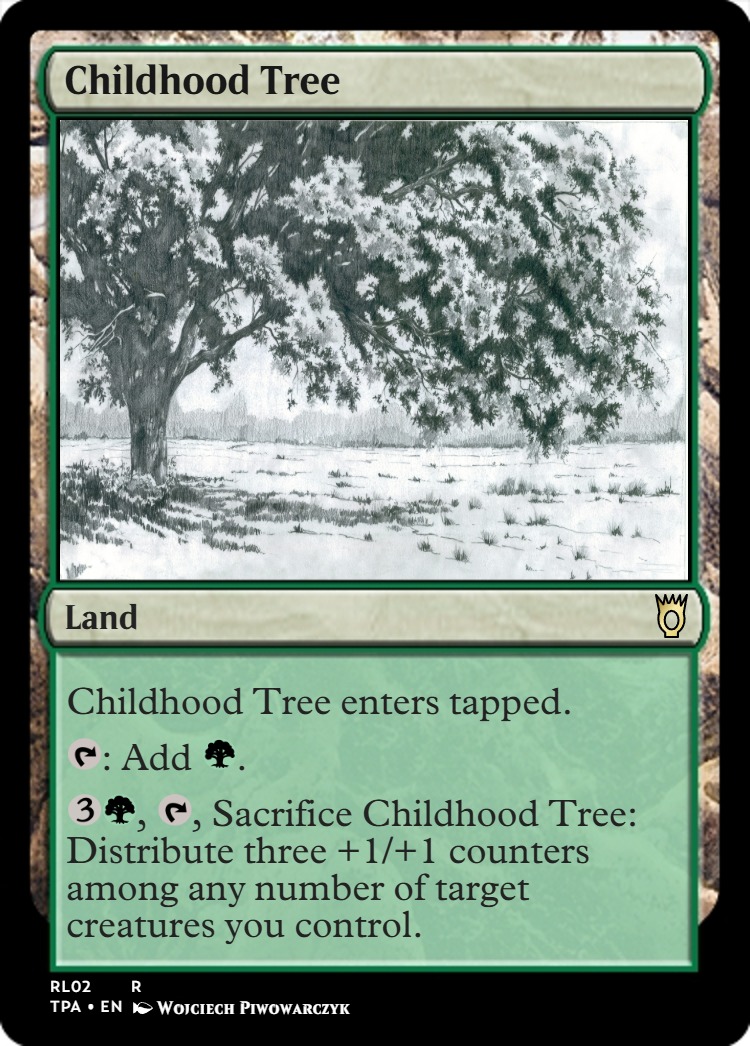 Childhood Tree
Land
Childhood Tree enters tapped.
: Add .
3, , Sacrifice Childhood Tree:
Distribute three +1/+1 counters
among any number of target
creatures you control.
RL02 R
TPA • EN Wojciech Piwowarczyk